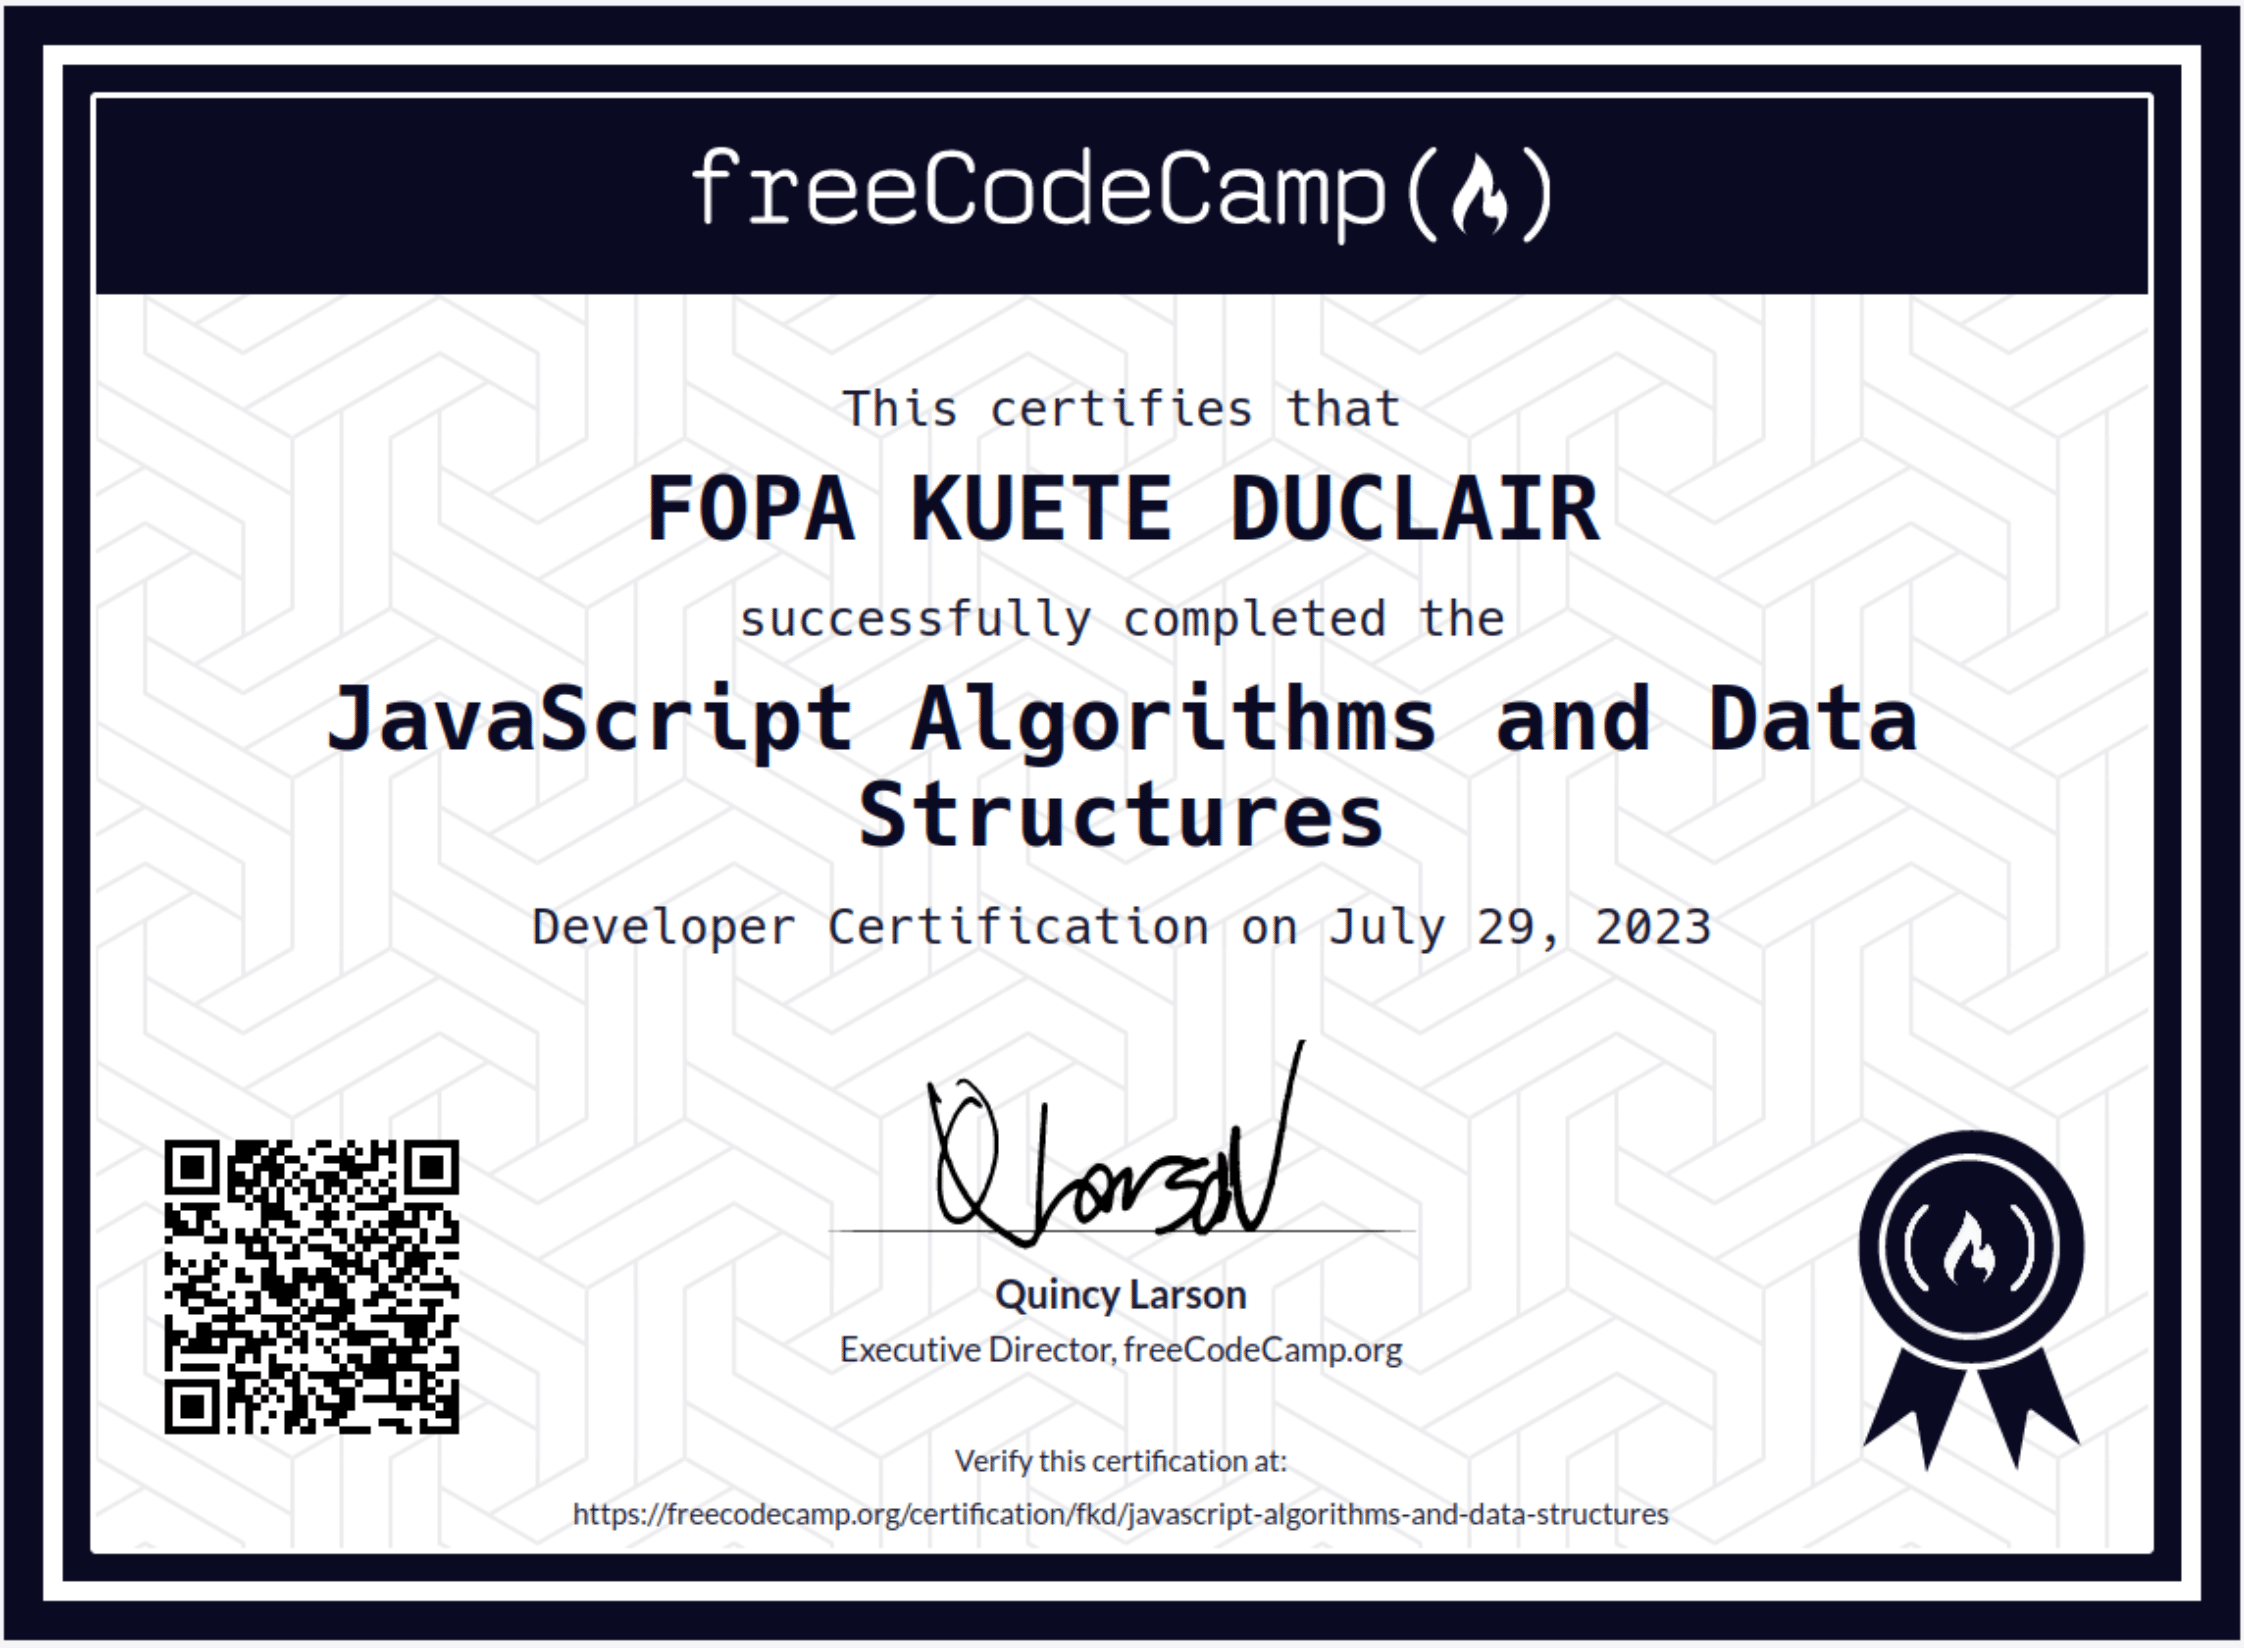 freeCodeCamp
This certifies that
FOPA KUETE DUCLAIR
successfully completed the
JavaScript Algorithms and Data
Structures
Developer Certification on July 29, 2023
QLarson
Quincy Larson
Executive Director, freeCodeCamp.org
Verify this certification at:
https://freecodecamp.org/certification/fkd/javascript-algorithms-and-data-structures